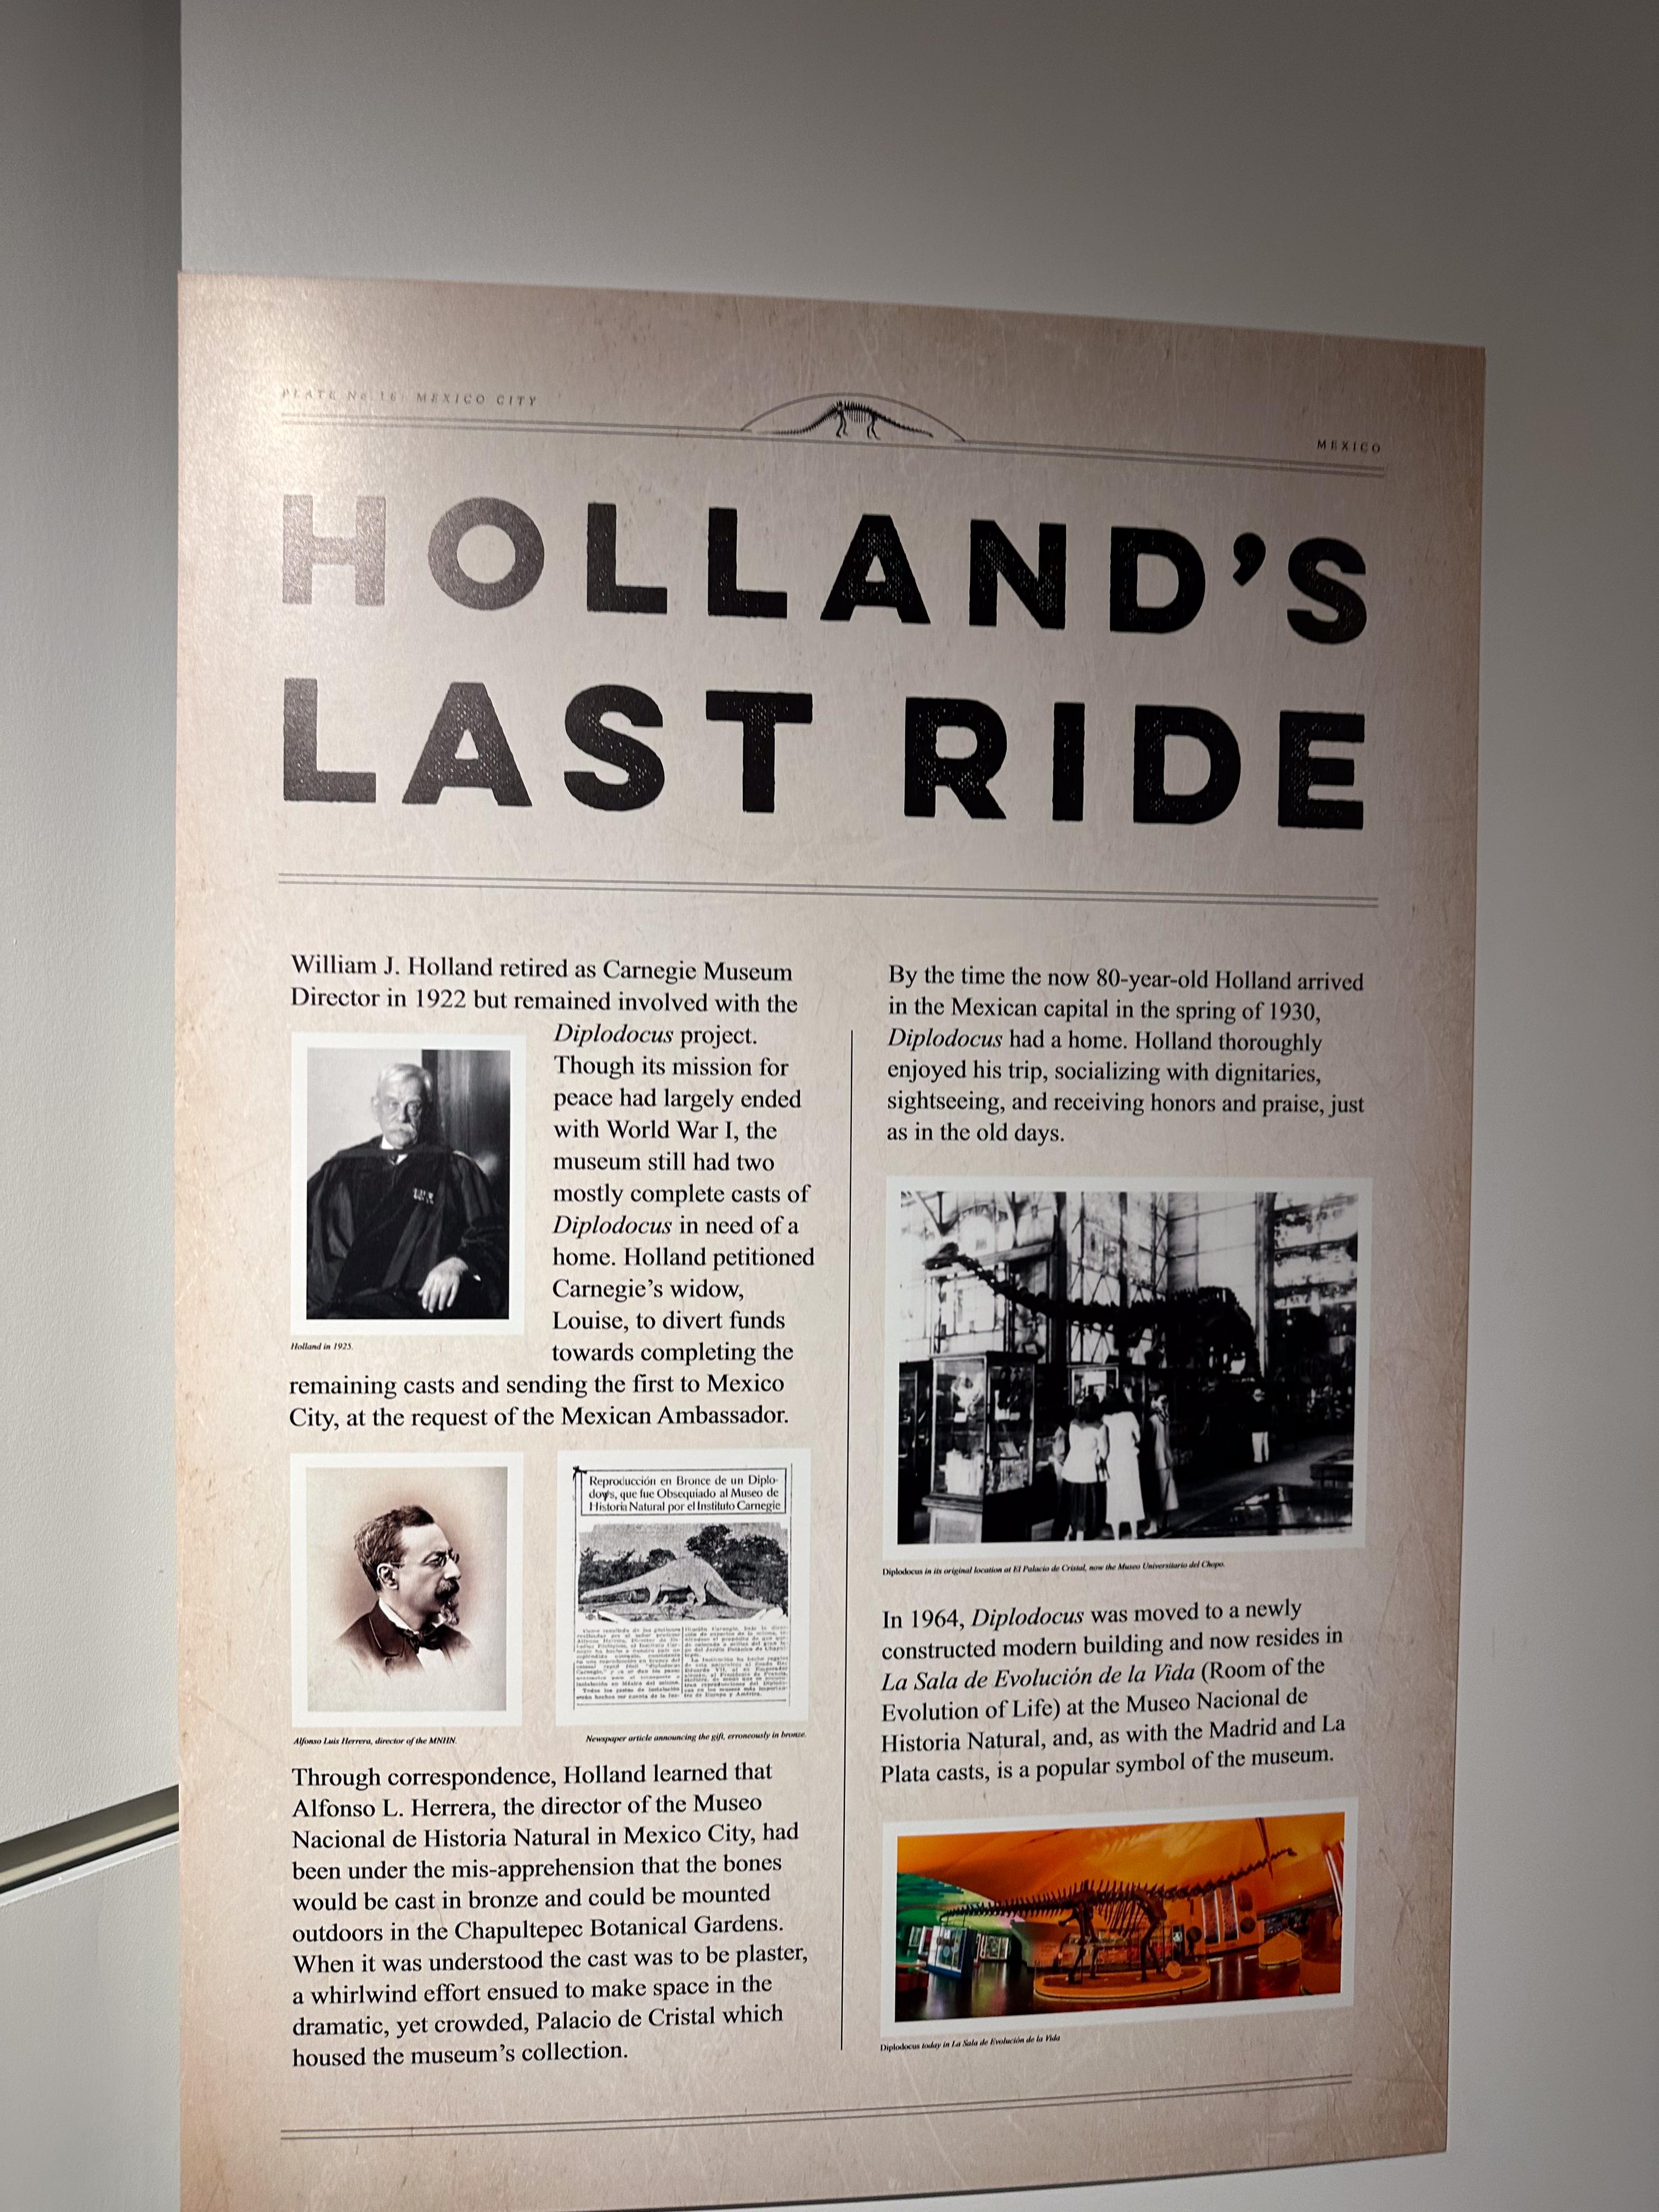 PLATE No. 16: MEXICO CITY
MEXICO
HOLLAND'S
LAST RIDE
William J. Holland retired as Carnegie Museum
Director in 1922 but remained involved with the
Diplodocus project.
Though its mission for
peace had largely ended
with World War I, the
museum still had two
mostly complete casts of
Diplodocus in need of a
home. Holland petitioned
Carnegie's widow,
Louise, to divert funds
towards completing the
remaining casts and sending the first to Mexico
City, at the request of the Mexican Ambassador.
Holland in 1925.
Reproducción en Bronce de un Diplo-
que fue Obsequiado al Museo de
Historia Natural por el Instituto Carnegie
Alfonso Luis Herrera, director of the MNHN.
Newspaper article announcing the gift, erroneously in bronze.
Through correspondence, Holland learned that
Alfonso L. Herrera, the director of the Museo
Nacional de Historia Natural in Mexico City, had
been under the mis-apprehension that the bones
would be cast in bronze and could be mounted
outdoors in the Chapultepec Botanical Gardens.
When it was understood the cast was to be plaster,
a whirlwind effort ensued to make space in the
dramatic, yet crowded, Palacio de Cristal which
housed the museum's collection.
By the time the now 80-year-old Holland arrived
in the Mexican capital in the spring of 1930,
Diplodocus had a home. Holland thoroughly
enjoyed his trip, socializing with dignitaries,
sightseeing, and receiving honors and praise, just
as in the old days.
Diplodocus in its original location at El Palacio de Cristal, now the Museo Universitario del Chopo.
In 1964, Diplodocus was moved to a newly
constructed modern building and now resides in
La Sala de Evolución de la Vida (Room of the
Evolution of Life) at the Museo Nacional de
Historia Natural, and, as with the Madrid and La
Plata casts, is a popular symbol of the museum.
Diplodocus today in La Sala de Evolución de la Vida